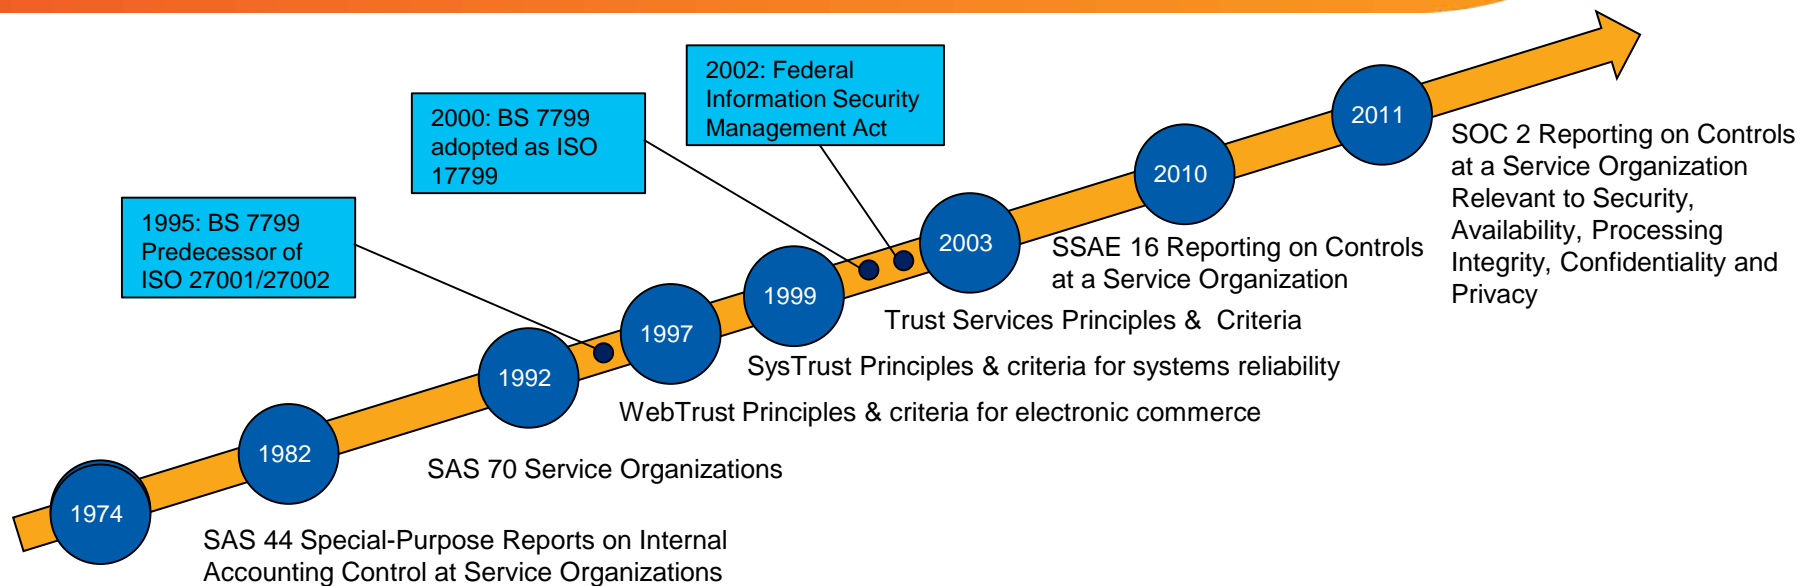 2002: Federal
Information Security
Management Act
2000: BS 7799
adopted as ISO
17799
1995: BS 7799
Predecessor of
ISO 27001/27002
1974
SAS 44 Special-Purpose Reports on Internal
Accounting Control at Service Organizations
1982
SAS 70 Service Organizations
1992
WebTrust Principles & criteria for electronic commerce
1997
SysTrust Principles & criteria for systems reliability
1999
Trust Services Principles &  Criteria
2003
SSAE 16 Reporting on Controls
at a Service Organization
2010
2011
SOC 2 Reporting on Controls
at a Service Organization
Relevant to Security,
Availability, Processing
Integrity, Confidentiality and
Privacy